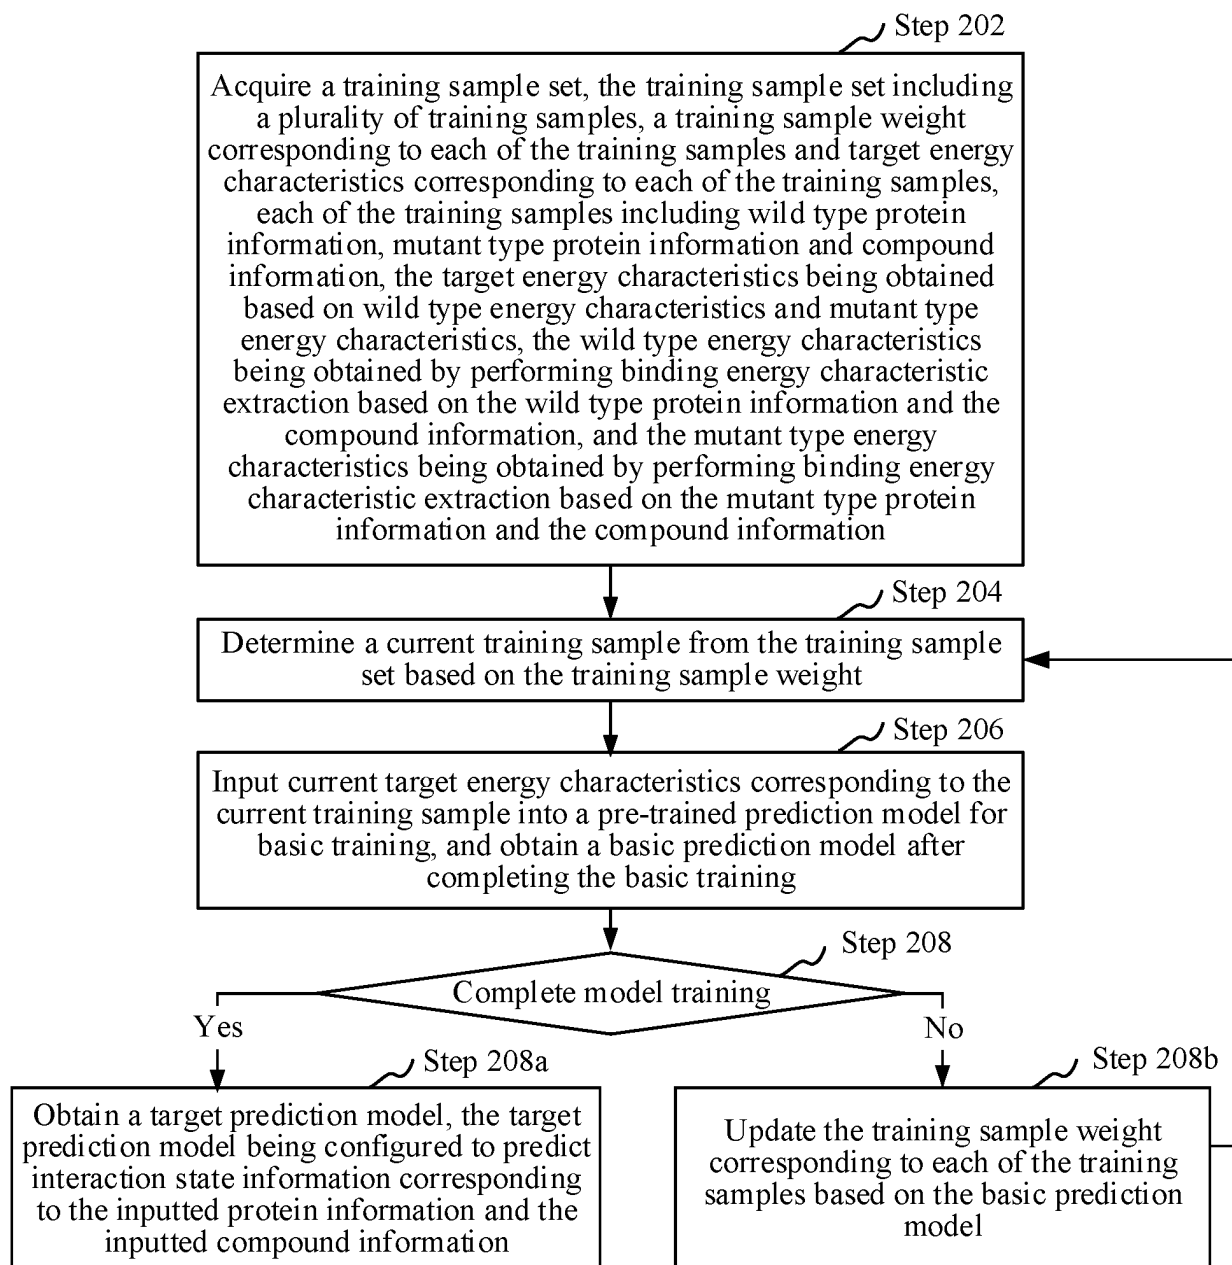 Step 202
Acquire a training sample set, the training sample set including
a plurality of training samples, a training sample weight
corresponding to each of the training samples and target energy
characteristics corresponding to each of the training samples,
each of the training samples including wild type protein
information, mutant type protein information and compound
information, the target energy characteristics being obtained
based on wild type energy characteristics and mutant type
energy characteristics, the wild type energy characteristics
being obtained by performing binding energy characteristic
extraction based on the wild type protein information and the
compound information, and the mutant type energy
characteristics being obtained by performing binding energy
characteristic extraction based on the mutant type protein
information and the compound information
Step 204
Determine a current training sample from the training sample
set based on the training sample weight
Step 206
Input current target energy characteristics corresponding to the
current training sample into a pre-trained prediction model for
basic training, and obtain a basic prediction model after
completing the basic training
Step 208
Complete model training
Yes
No
Step 208a
Obtain a target prediction model, the target
prediction model being configured to predict
interaction state information corresponding
to the inputted protein information and the
inputted compound information
Step 208b
Update the training sample weight
corresponding to each of the training
samples based on the basic prediction
model